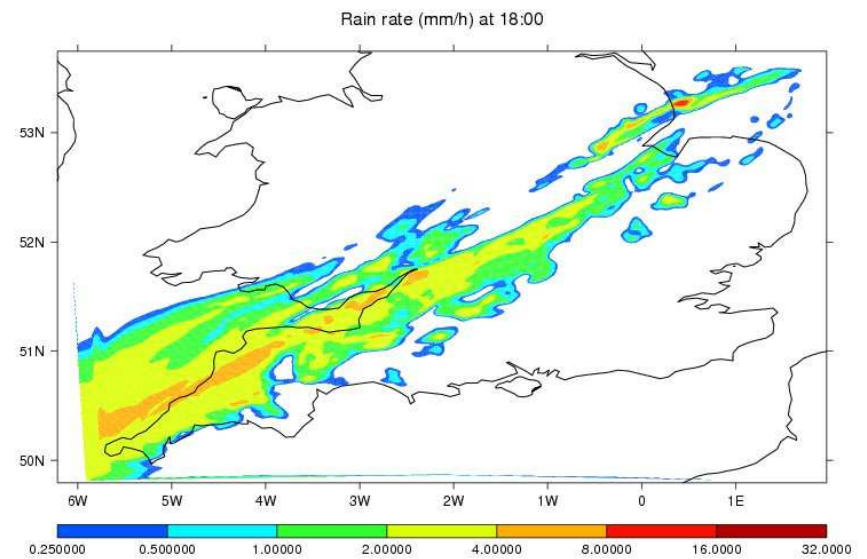 Rain rate (mm/h) at 18:00
53N
52N
51N
50N
6W 5W 4W 3W 2W 1W 0 1E
0.250000 0.500000 1.00000 2.00000 4.00000 8.00000 16.0000 32.0000